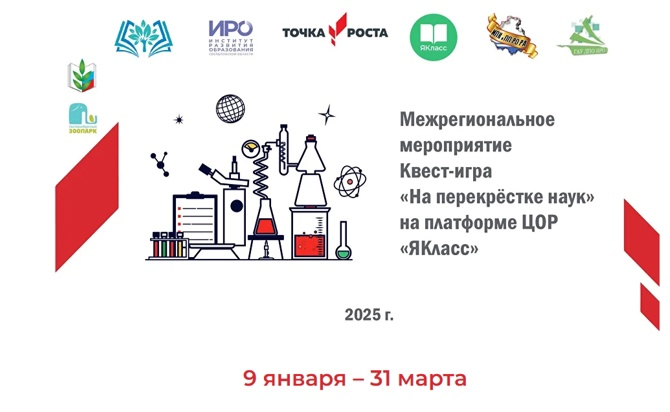 ИРО
ИНСТИТУТ
РАЗВИТИЯ
ОБРАЗОВАНИЯ
ТОЧКА РОСТА
ЯКласс
ЗООПАРК
Межрегиональное
мероприятие
Квест-игра
«На перекрёстке наук»
на платформе ЦОР
«ЯКласс»
2025 г.
9 января – 31 марта